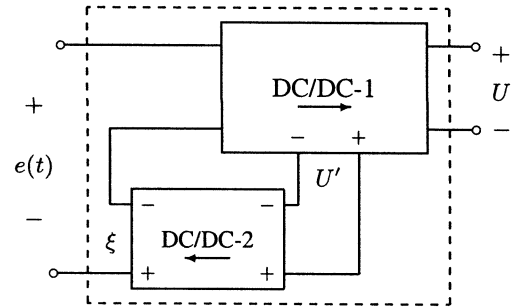 DC/DC-1
+
U
−
− +
+
e(t)
−
U′
− −
ξ
DC/DC-2
+ +